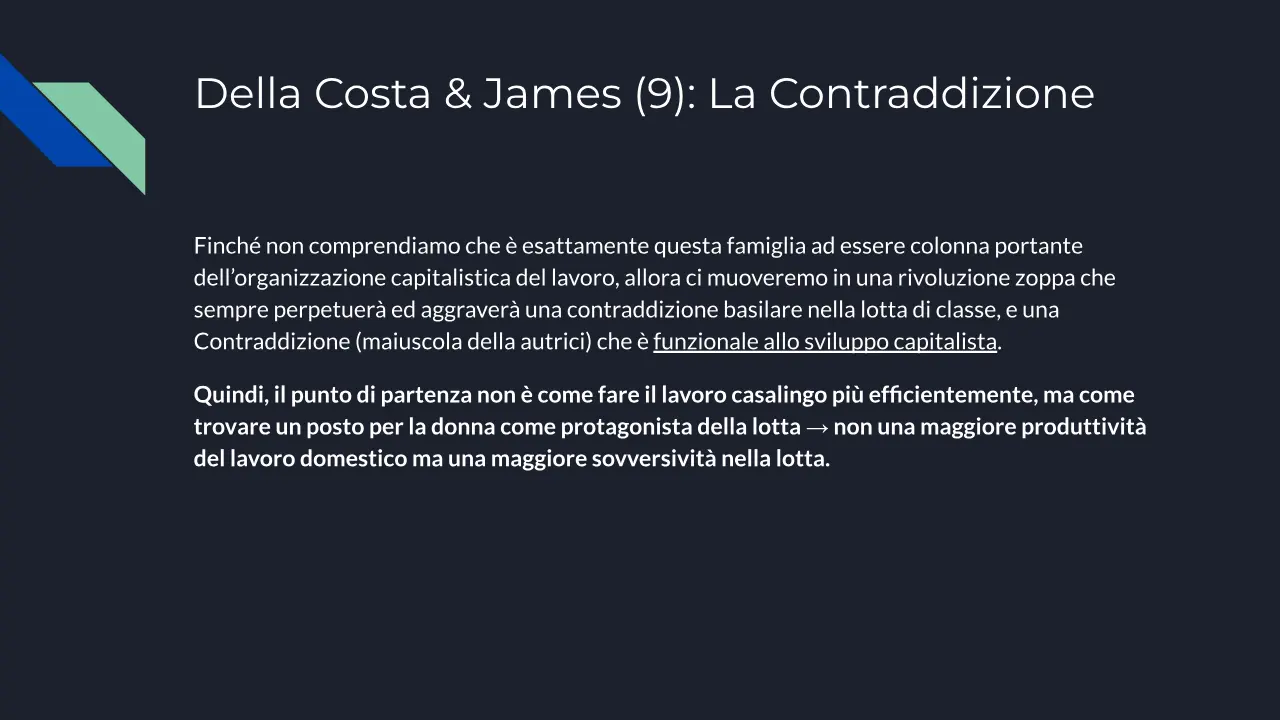 Della Costa & James (9): La Contraddizione
Finché non comprendiamo che è esattamente questa famiglia ad essere colonna portante
dell’organizzazione capitalistica del lavoro, allora ci muoveremo in una rivoluzione zoppa che
sempre perpetuerà ed aggraverà una contraddizione basilare nella lotta di classe, e una
Contraddizione (maiuscola della autrici) che è funzionale allo sviluppo capitalista.
Quindi, il punto di partenza non è come fare il lavoro casalingo più efficientemente, ma come
trovare un posto per la donna come protagonista della lotta → non una maggiore produttività
del lavoro domestico ma una maggiore sovversività nella lotta.